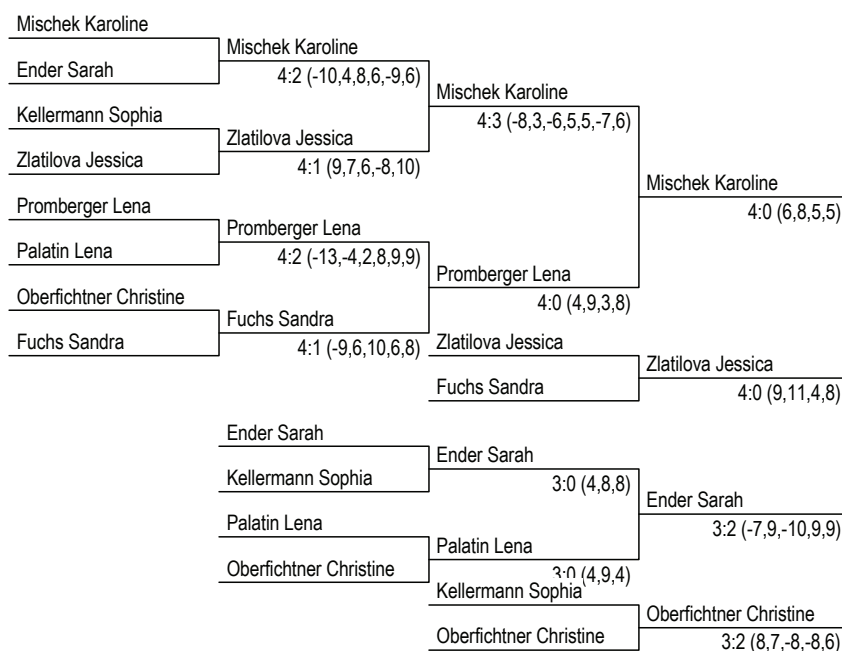 Mischek Karoline
Mischek Karoline
Ender Sarah
4:2 (-10,4,8,6,-9,6)
Mischek Karoline
Kellermann Sophia
4:3 (-8,3,-6,5,5,-7,6)
Zlatilova Jessica
Zlatilova Jessica
4:1 (9,7,6,-8,10)
Mischek Karoline
Promberger Lena
4:0 (6,8,5,5)
Promberger Lena
Palatin Lena
4:2 (-13,-4,2,8,9,9)
Promberger Lena
Oberfichtner Christine
4:0 (4,9,3,8)
Fuchs Sandra
Fuchs Sandra
4:1 (-9,6,10,6,8)
Zlatilova Jessica
Zlatilova Jessica
Fuchs Sandra
4:0 (9,11,4,8)
Ender Sarah
Ender Sarah
Kellermann Sophia
3:0 (4,8,8)
Ender Sarah
Palatin Lena
3:2 (-7,9,-10,9,9)
Palatin Lena
Oberfichtner Christine
3:0 (4,9,4)
Kellermann Sophia
Oberfichtner Christine
Oberfichtner Christine
3:2 (8,7,-8,-8,6)